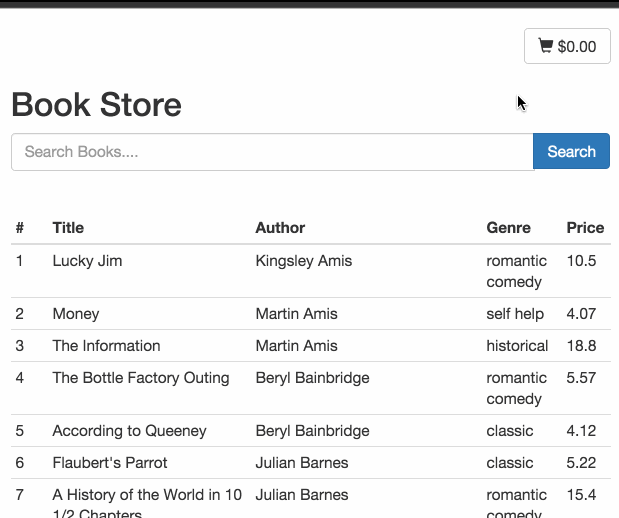 $0.00
Book Store
Search Books....
Search
# Title Author Genre Price
1 Lucky Jim Kingsley Amis romantic 10.5
comedy
2 Money Martin Amis self help 4.07
3 The Information Martin Amis historical 18.8
4 The Bottle Factory Outing Beryl Bainbridge romantic 5.57
comedy
5 According to Queeney Beryl Bainbridge classic 4.12
6 Flaubert's Parrot Julian Barnes classic 5.22
7 A History of the World in 10 Julian Barnes romantic 15.4
1/2 Chapters comedy